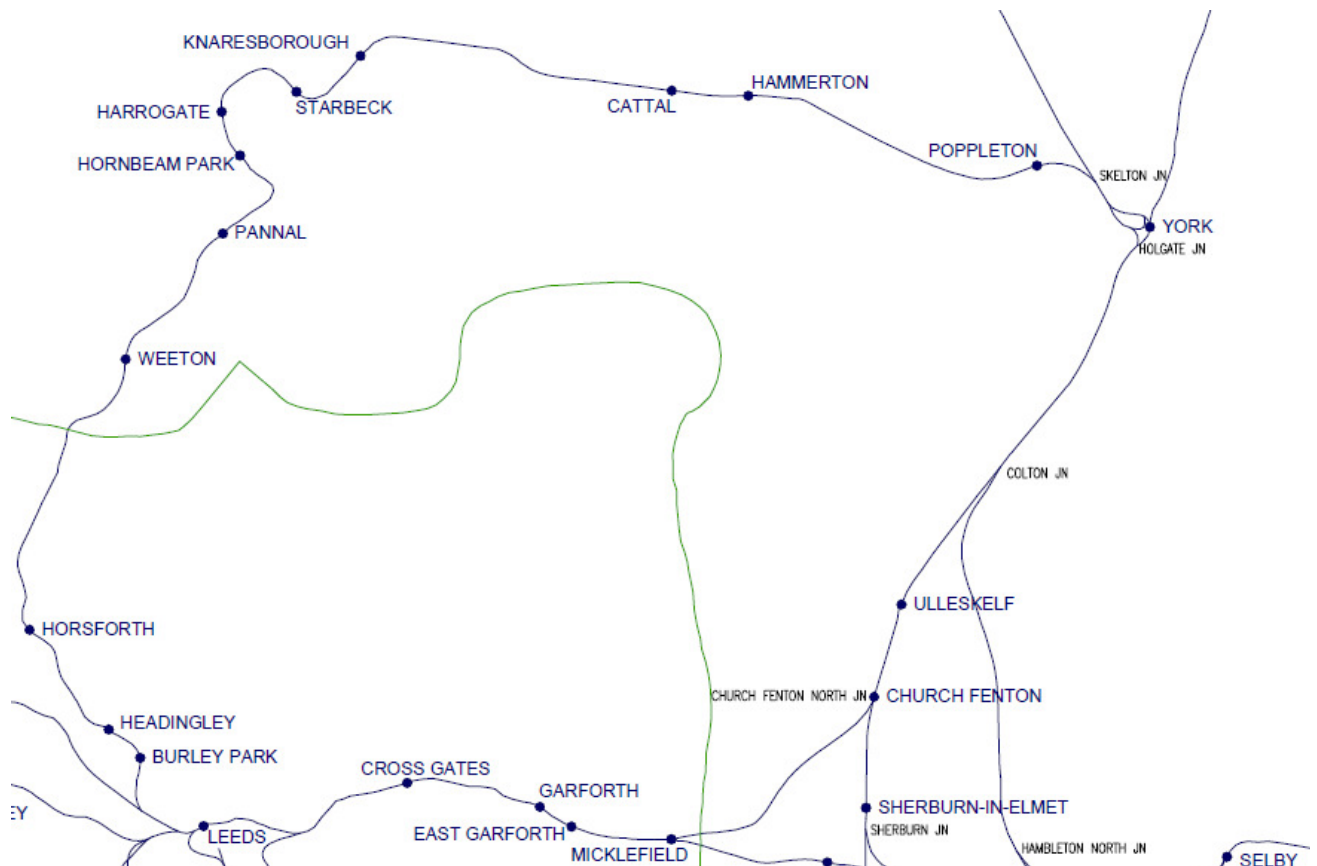 KNARESBOROUGH
HAMMERTON
HARROGATE
STARBECK
CATTAL
POPPLETON
HORNBEAM PARK
SKELTON JN
PANNAL
YORK
HOLGATE JN
WEETON
COLTON JN
ULLESKELF
HORSFORTH
CHURCH FENTON NORTH JN
CHURCH FENTON
HEADINGLEY
BURLEY PARK
CROSS GATES
GARFORTH
SHERBURN-IN-ELMET
EY
LEEDS
EAST GARFORTH
SHERBURN JN
MICKLEFIELD
HAMBLETON NORTH JN
SELBY